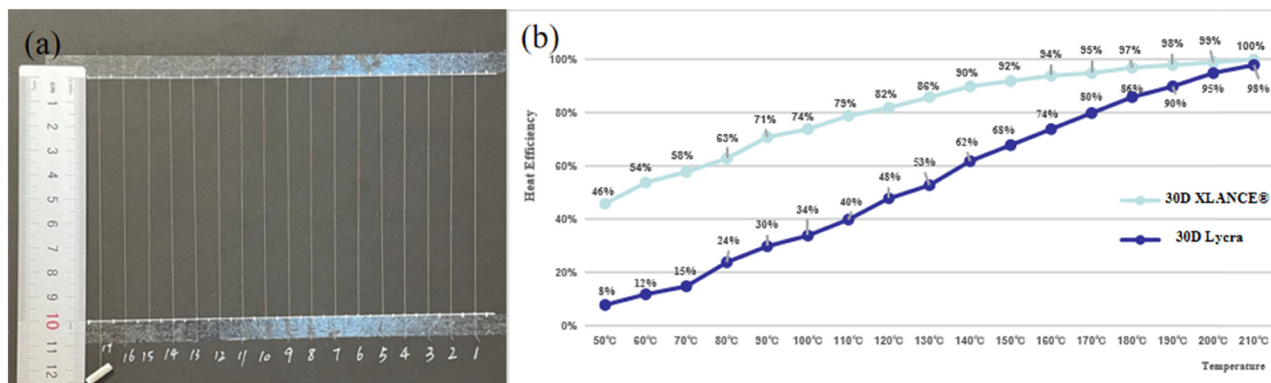 (a)
cm
1
2
3
4
5
6
7
8
9
10
11
12
17 16 15 14 13 12 11 10 9 8 7 6 5 4 3 2 1
(b)
Heat Efficiency
100%
80%
60%
40%
20%
0%
46% 54% 58% 63% 71% 74% 79% 82% 86% 90% 92% 94% 95% 97% 98% 99% 100%
8% 12% 15% 24% 30% 34% 40% 48% 53% 62% 68% 74% 80% 86% 90% 95% 98%
30D XLANCE®
30D Lycra
50℃ 60℃ 70℃ 80℃ 90℃ 100℃ 110℃ 120℃ 130℃ 140℃ 150℃ 160℃ 170℃ 180℃ 190℃ 200℃ 210℃
Temperature